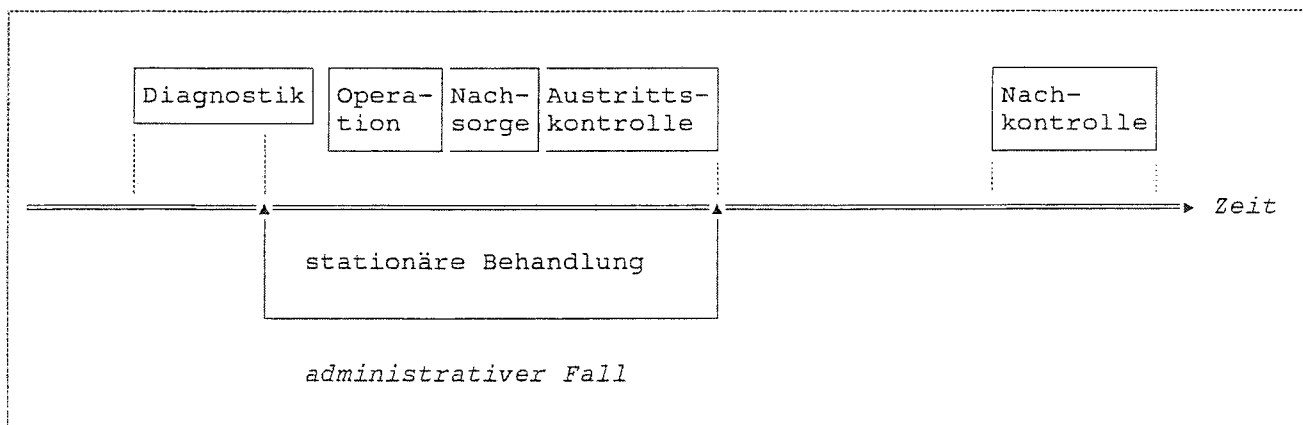 Diagnostik
Opera-
tion
Nach-
sorge
Austritts-
kontrolle
Nach-
kontrolle
Zeit
stationäre Behandlung
administrativer Fall